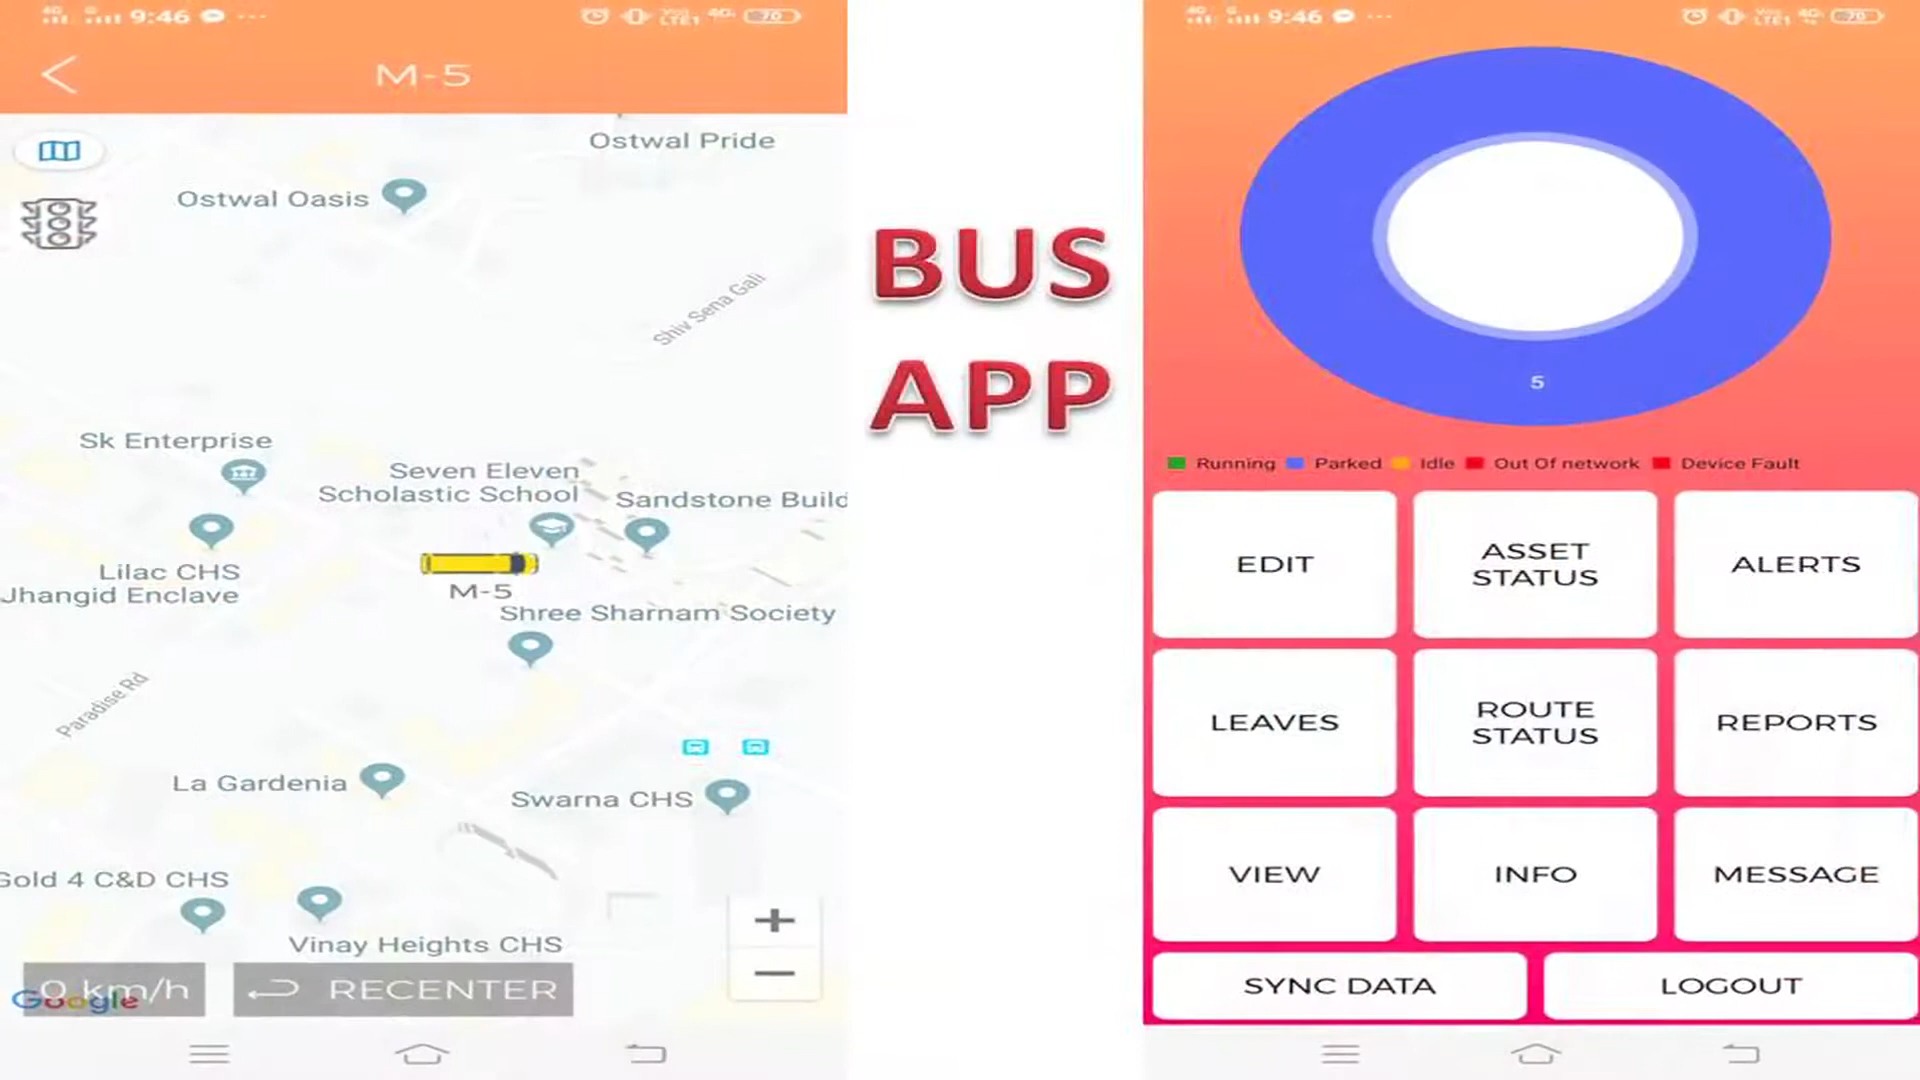 9:46
70
M-5
Ostwal Pride
Ostwal Oasis
Shiv Sena Gali
Sk Enterprise
Seven Eleven
Scholastic School
Sandstone Build
Lilac CHS
Jhangid Enclave
M-5
Shree Sharnam Society
Paradise Rd
La Gardenia
Swarna CHS
Gold 4 C&D CHS
Vinay Heights CHS
0 km/h
Google
RECENTER
BUS
APP
9:46
70
5
Running Parked Idle Out Of network Device Fault
EDIT
ASSET
STATUS
ALERTS
LEAVES
ROUTE
STATUS
REPORTS
VIEW
INFO
MESSAGE
SYNC DATA
LOGOUT